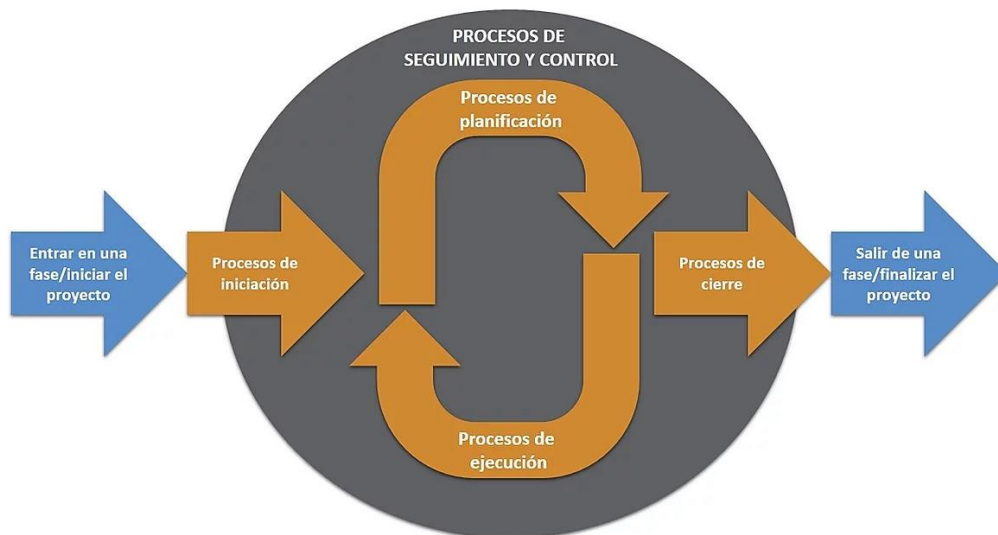 PROCESOS DE
SEGUIMIENTO Y CONTROL
Procesos de
planificación
Entrar en una
fase/iniciar el
proyecto
Procesos de
iniciación
Procesos de
cierre
Salir de una
fase/finalizar el
proyecto
Procesos de
ejecución